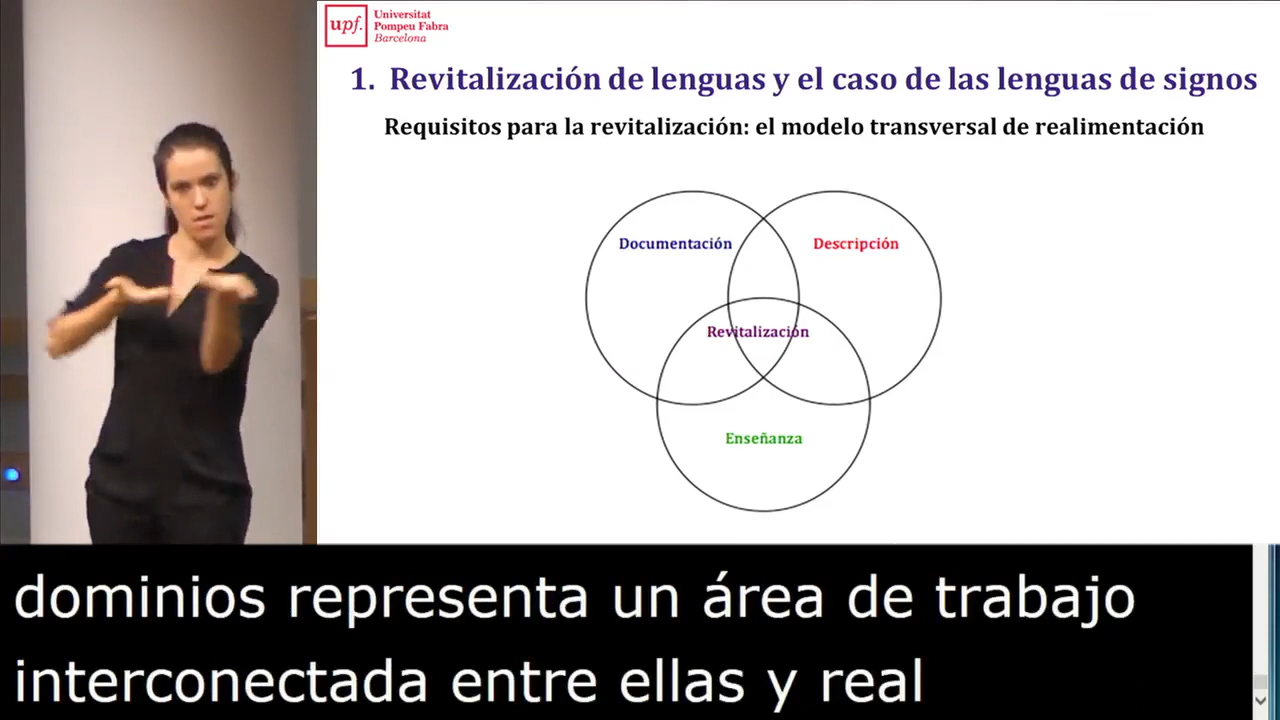 upf.
Universitat
Pompeu Fabra
Barcelona
1. Revitalización de lenguas y el caso de las lenguas de signos
Requisitos para la revitalización: el modelo transversal de realimentación
Documentación
Descripción
Revitalización
Enseñanza
dominios representa un área de trabajo
interconectada entre ellas y real